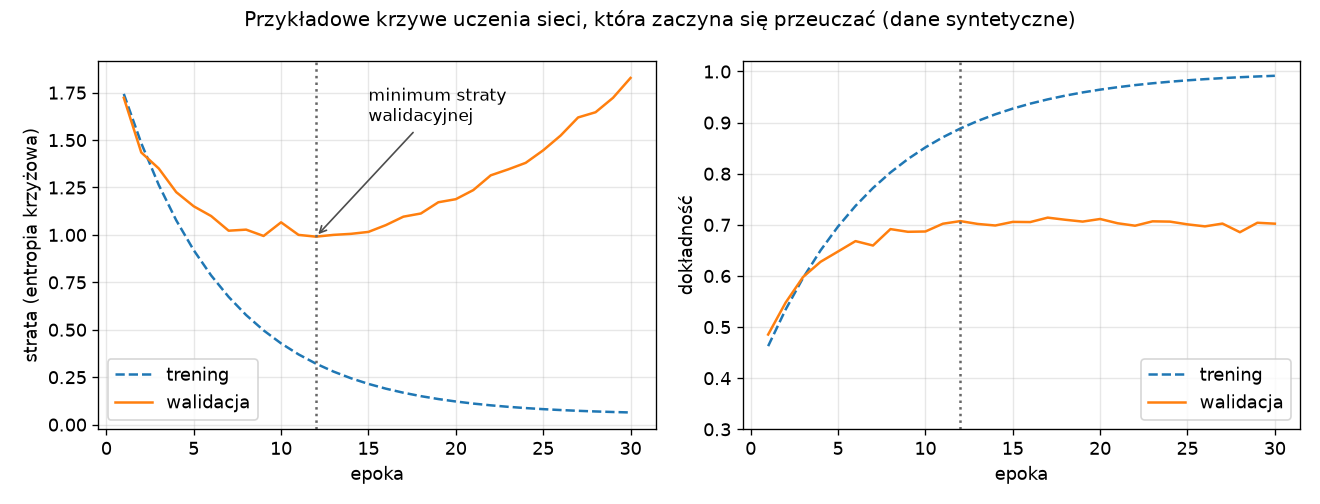 Przykładowe krzywe uczenia sieci, która zaczyna się przeuczać (dane syntetyczne)
strata (entropia krzyżowa)
1.75
1.50
1.25
1.00
0.75
0.50
0.25
0.00
minimum straty
walidacyjnej
trening
walidacja
0
5
10
15
20
25
30
epoka
dokładność
1.0
0.9
0.8
0.7
0.6
0.5
0.4
0.3
trening
walidacja
0
5
10
15
20
25
30
epoka